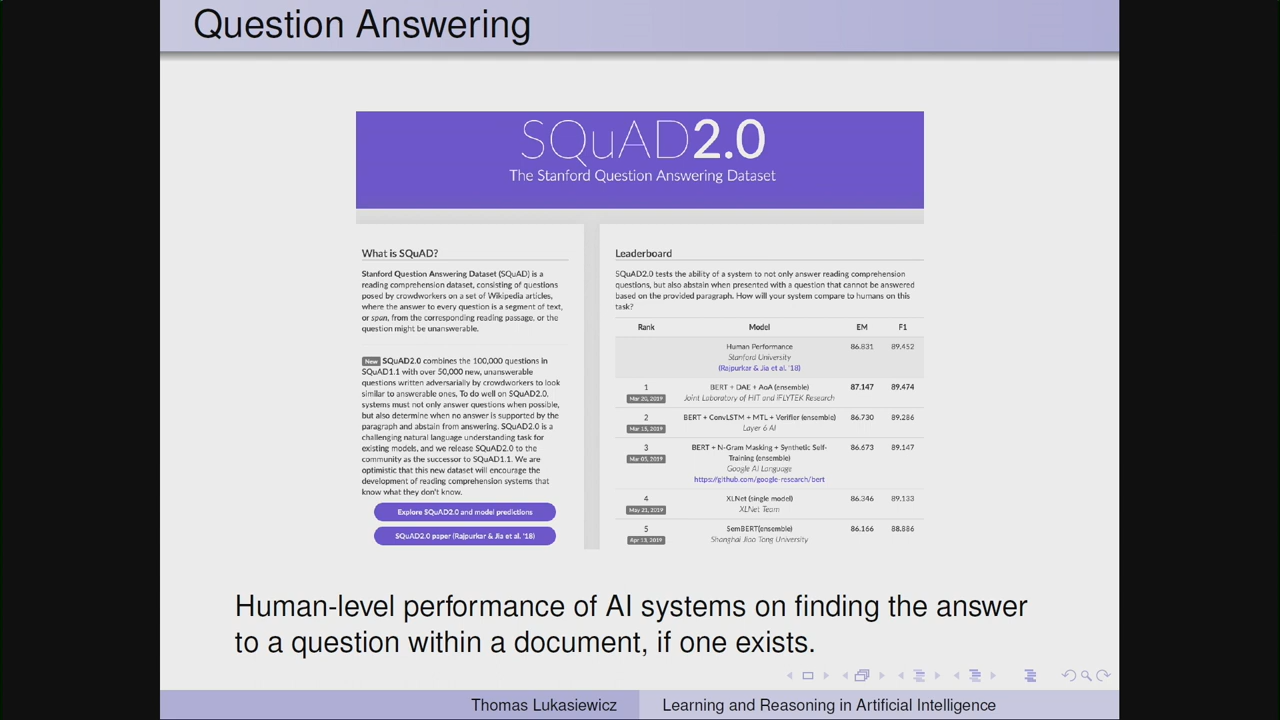 Question Answering
SQuAD2.0
The Stanford Question Answering Dataset
What is SQuAD?
Stanford Question Answering Dataset (SQuAD) is a
reading comprehension dataset, consisting of questions
posed by crowdworkers on a set of Wikipedia articles,
where the answer to every question is a segment of text,
or span, from the corresponding reading passage, or the
question might be unanswerable.
New SQuAD2.0 combines the 100,000 questions in
SQuAD1.1 with over 50,000 new, unanswerable
questions written adversarially by crowdworkers to look
similar to answerable ones. To do well on SQuAD2.0,
systems must not only answer questions when possible,
but also determine when no answer is supported by the
paragraph and abstain from answering. SQuAD2.0 is a
challenging natural language understanding task for
existing models, and we release SQuAD2.0 to the
community as the successor to SQuAD1.1. We are
optimistic that this new dataset will encourage the
development of reading comprehension systems that
know what they don't know.
Explore SQuAD2.0 and model predictions
SQuAD2.0 paper (Rajpurkar & Jia et al. '18)
Leaderboard
SQuAD2.0 tests the ability of a system to not only answer reading comprehension
questions, but also abstain when presented with a question that cannot be answered
based on the provided paragraph. How will your system compare to humans on this
task?
Rank Model EM F1
Human Performance 86.831 89.452
Stanford University
(Rajpurkar & Jia et al. '18)
1 BERT + DAE + AoA (ensemble) 87.147 89.474
Mar 20, 2019 Joint Laboratory of HIT and iFLYTEK Research
2 BERT + ConvLSTM + MTL + Verifier (ensemble) 86.730 89.286
Mar 15, 2019 Layer 6 AI
3 BERT + N-Gram Masking + Synthetic Self- 86.673 89.147
Mar 05, 2019 Training (ensemble)
Google AI Language
https://github.com/google-research/bert
4 XLNet (single model) 86.346 89.133
May 21, 2019 XLNet Team
5 SemBERT(ensemble) 86.166 88.886
Apr 13, 2019 Shanghai Jiao Tong University
Human-level performance of AI systems on finding the answer
to a question within a document, if one exists.
Thomas Lukasiewicz Learning and Reasoning in Artificial Intelligence